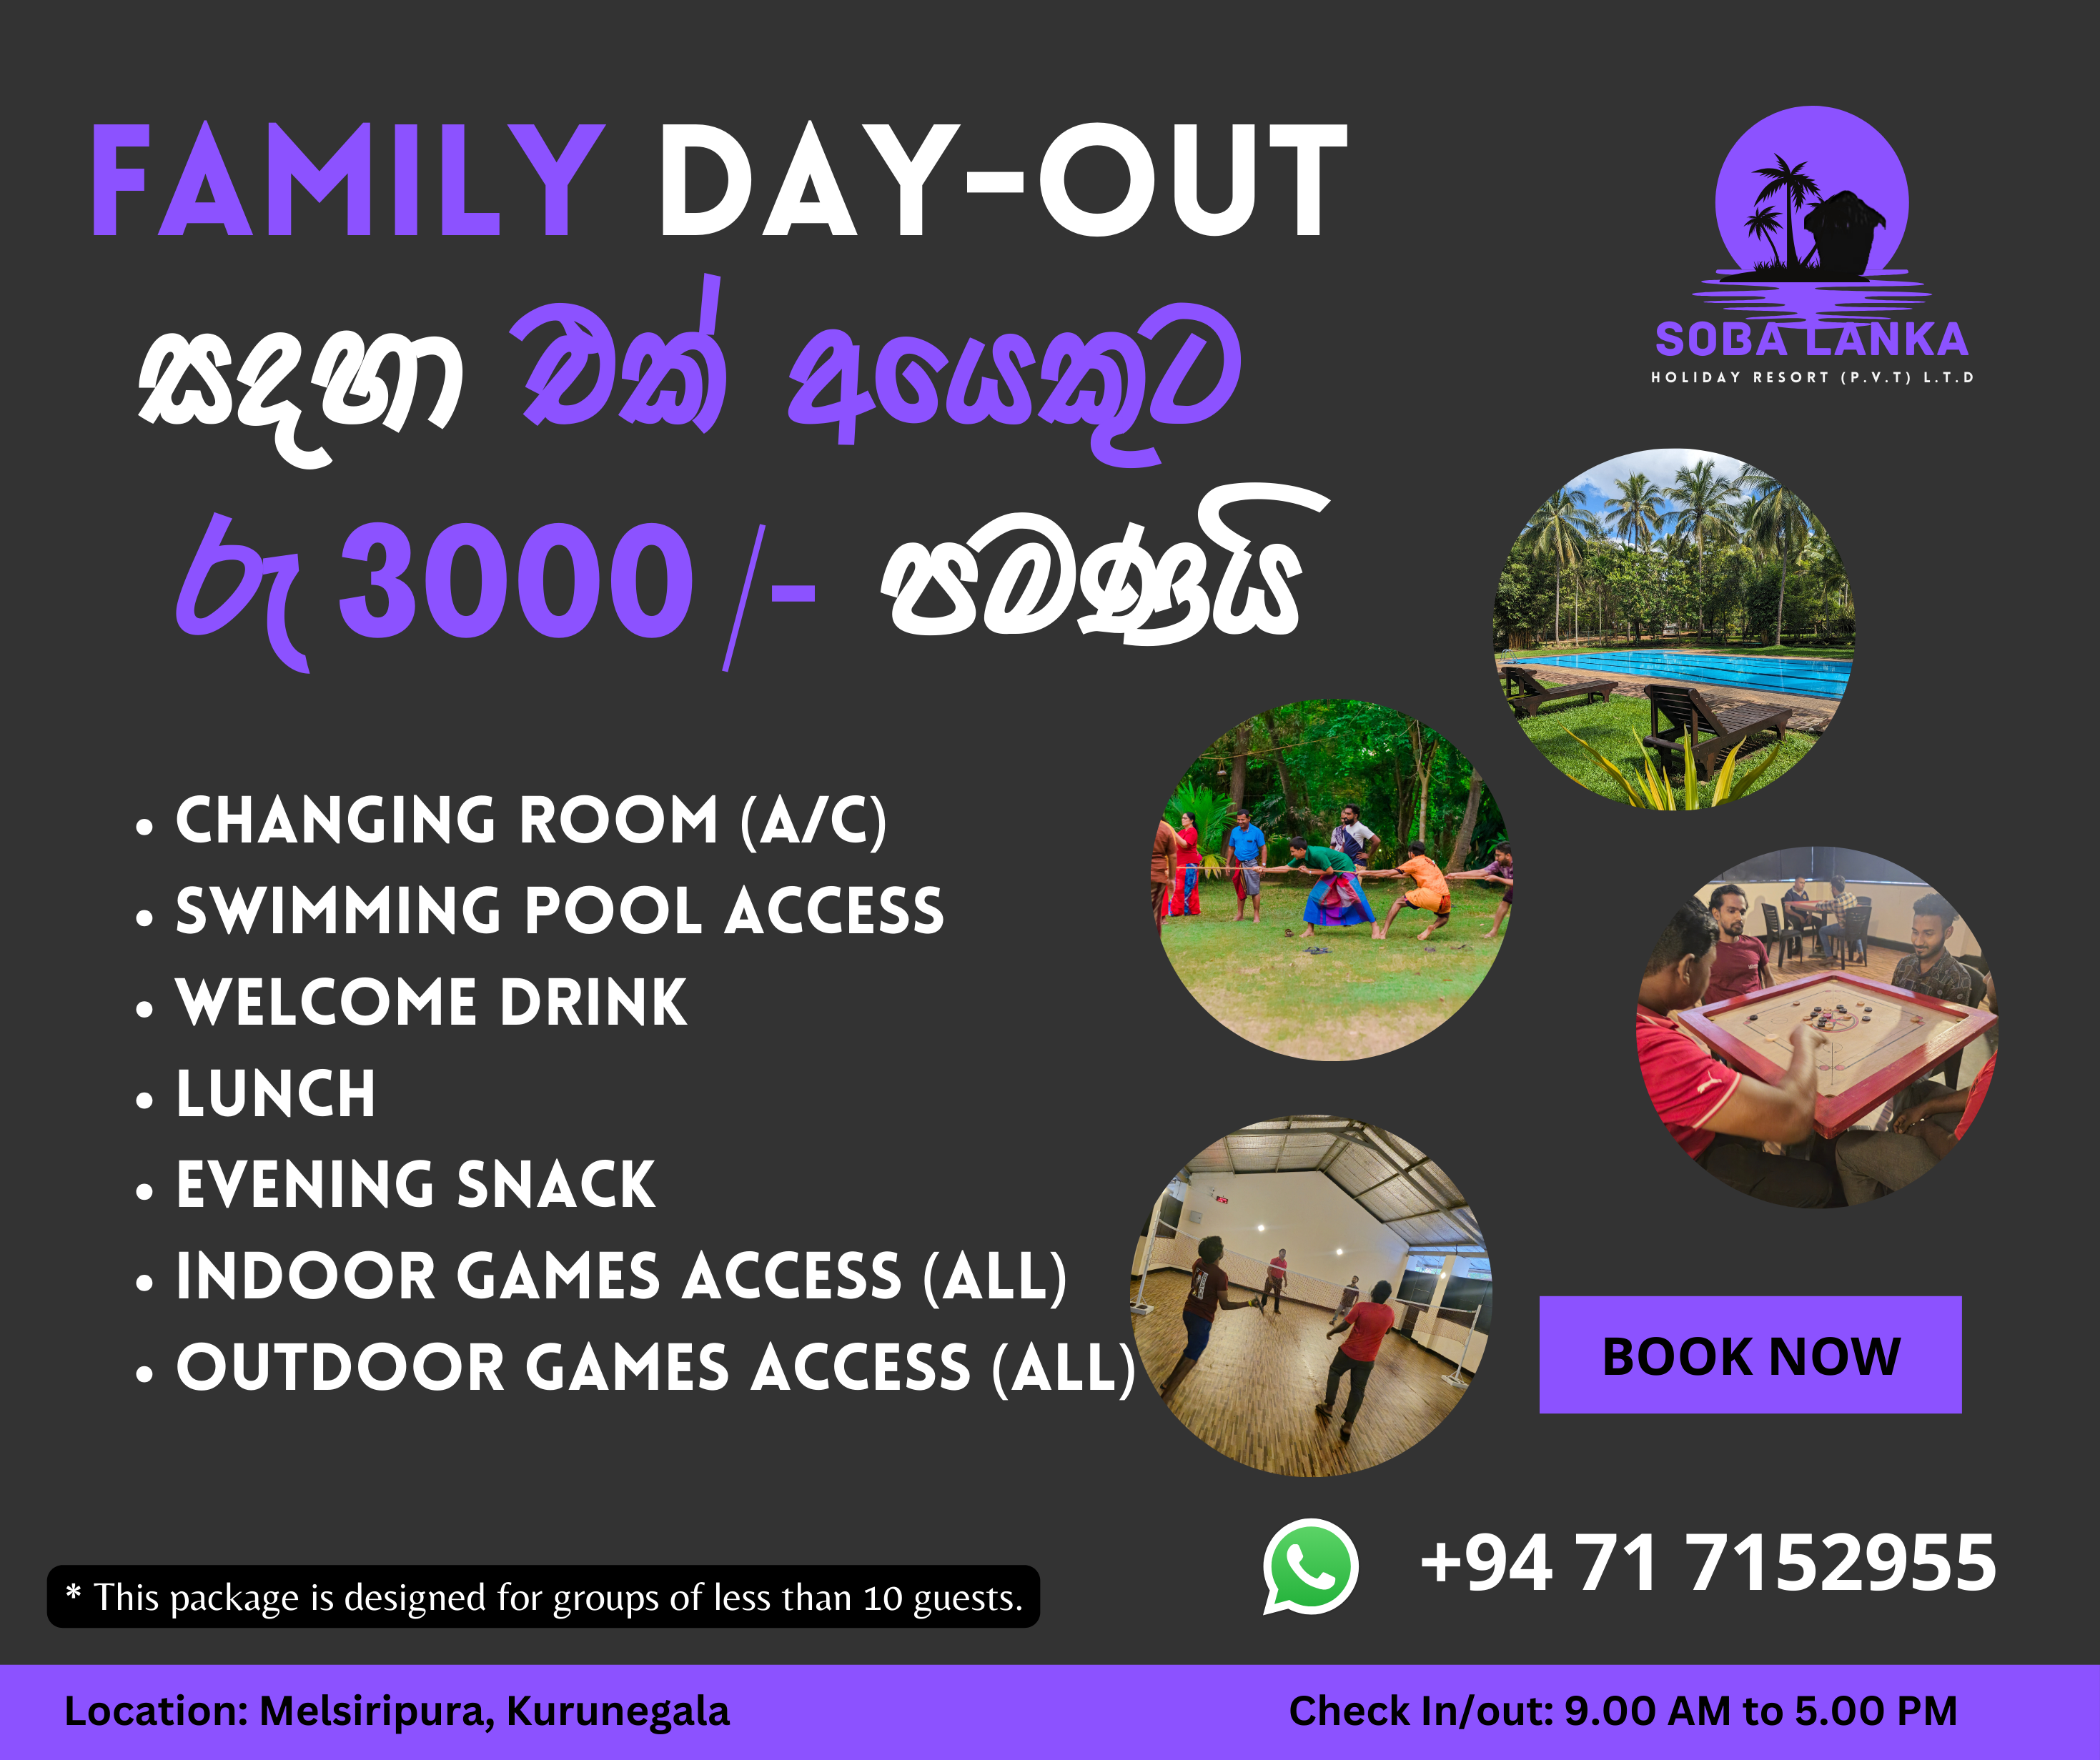 FAMILY DAY-OUT
සදහා එක් අයෙකුට
රු 3000/- පමණයි
SOBA LANKA
HOLIDAY RESORT (P.V.T) L.T.D
• CHANGING ROOM (A/C)
• SWIMMING POOL ACCESS
• WELCOME DRINK
• LUNCH
• EVENING SNACK
• INDOOR GAMES ACCESS (ALL)
• OUTDOOR GAMES ACCESS (ALL)
BOOK NOW
+94 71 7152955
* This package is designed for groups of less than 10 guests.
Location: Melsiripura, Kurunegala
Check In/out: 9.00 AM to 5.00 PM